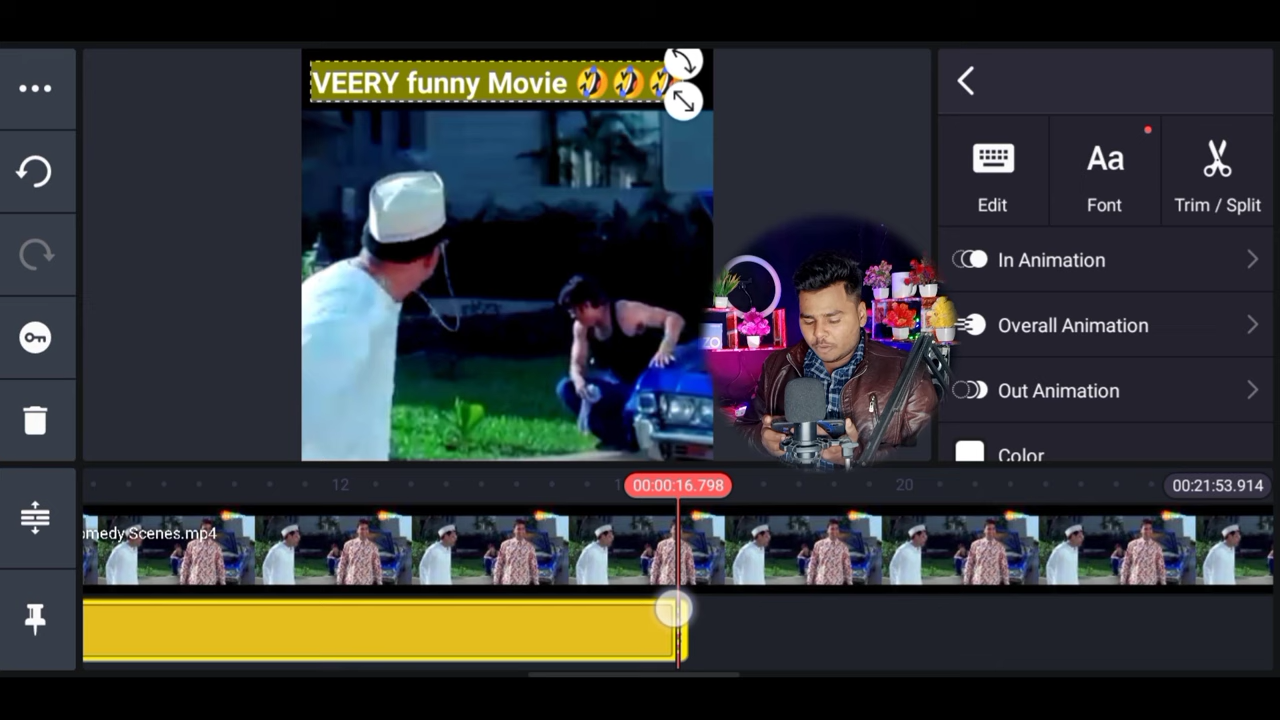 VEERY funny Movie 🤣🤣🤣
Edit
Aa
Font
Trim / Split
In Animation
Overall Animation
Out Animation
Color
12
00:00:16.798
20
00:21:53.914
omedy Scenes.mp4